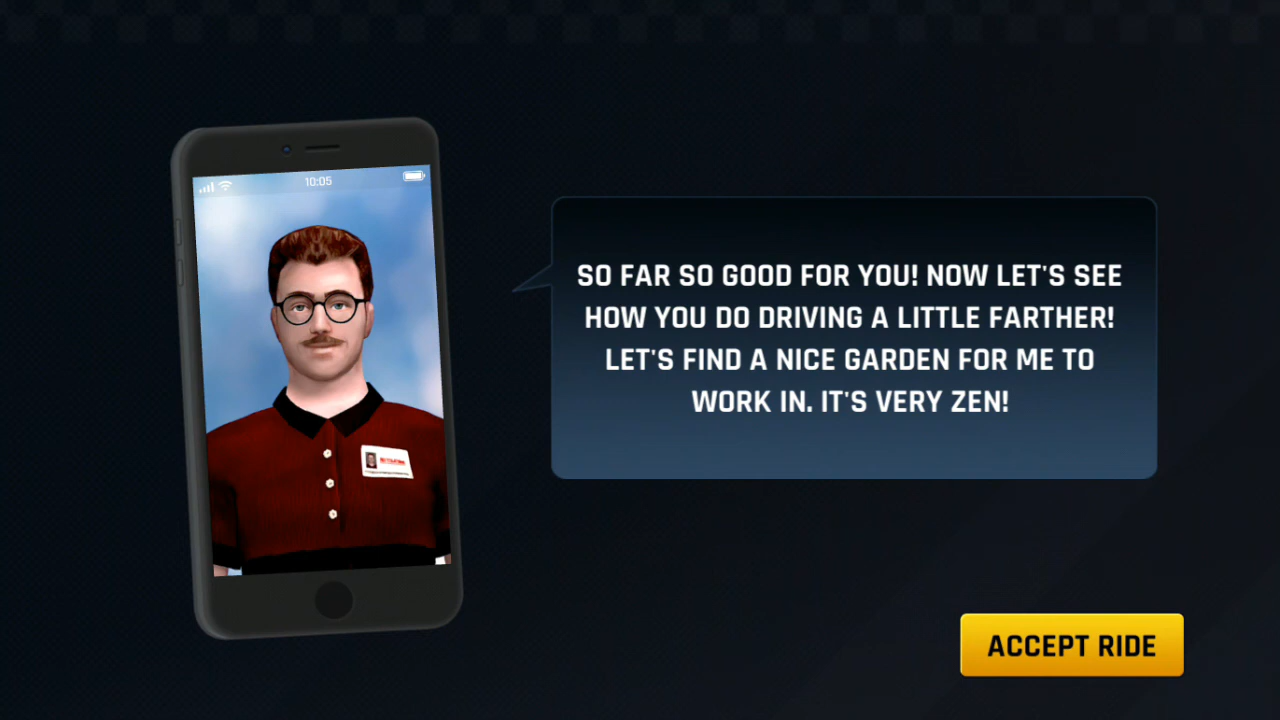 10:05
SO FAR SO GOOD FOR YOU! NOW LET'S SEE
HOW YOU DO DRIVING A LITTLE FARTHER!
LET'S FIND A NICE GARDEN FOR ME TO
WORK IN. IT'S VERY ZEN!
ACCEPT RIDE